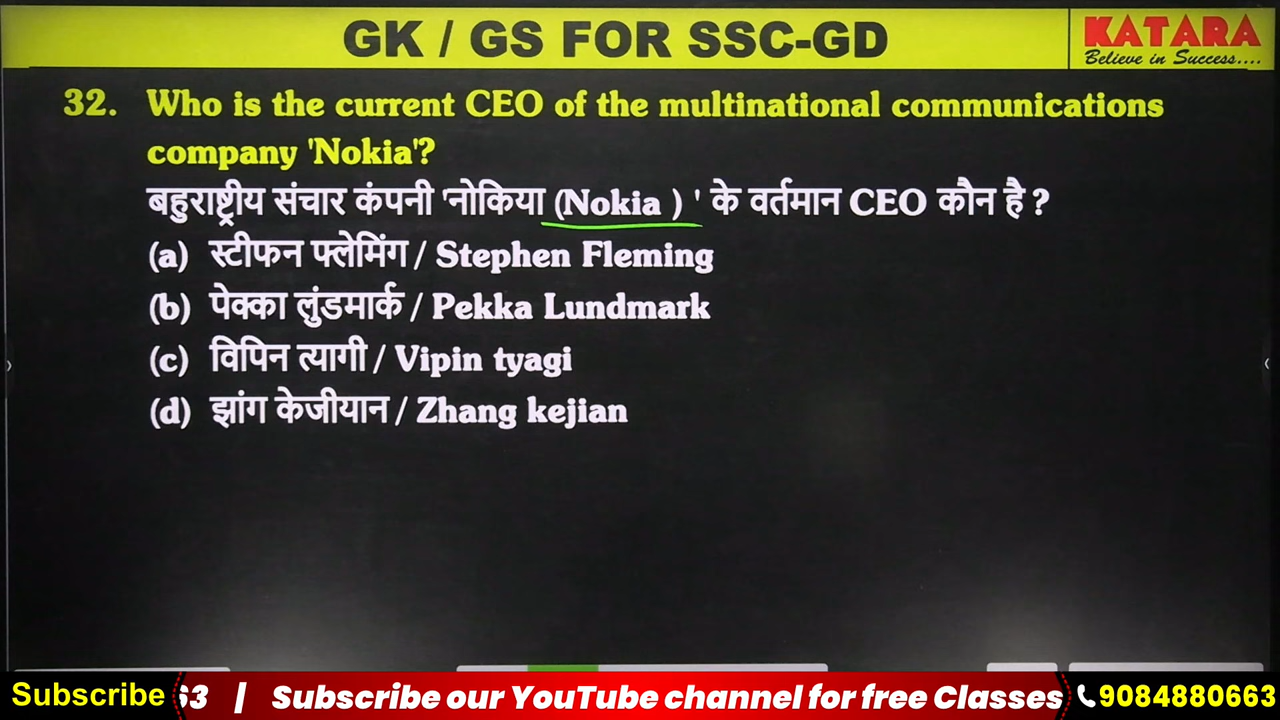 GK / GS FOR SSC-GD
KATARA
Believe in Success....
32. Who is the current CEO of the multinational communications
company 'Nokia'?
बहुराष्ट्रीय संचार कंपनी 'नोकिया (Nokia ) ' के वर्तमान CEO कौन है ?
(a) स्टीफन फ्लेमिंग / Stephen Fleming
(b) पेक्का लुंडमार्क / Pekka Lundmark
(c) विपिन त्यागी / Vipin tyagi
(d) झांग केजीयान / Zhang kejian
Subscribe 63 | Subscribe our YouTube channel for free Classes 9084880663